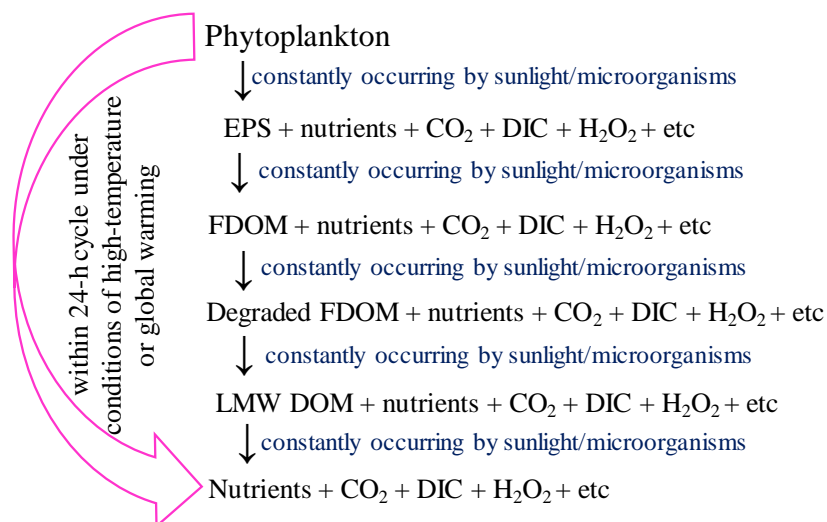 Phytoplankton
constantly occurring by sunlight/microorganisms
EPS + nutrients + CO₂ + DIC + H₂O₂ + etc
constantly occurring by sunlight/microorganisms
FDOM + nutrients + CO₂ + DIC + H₂O₂ + etc
constantly occurring by sunlight/microorganisms
Degraded FDOM + nutrients + CO₂ + DIC + H₂O₂ + etc
constantly occurring by sunlight/microorganisms
LMW DOM + nutrients + CO₂ + DIC + H₂O₂ + etc
constantly occurring by sunlight/microorganisms
Nutrients + CO₂ + DIC + H₂O₂ + etc
within 24-h cycle under
conditions of high-temperature
or global warming